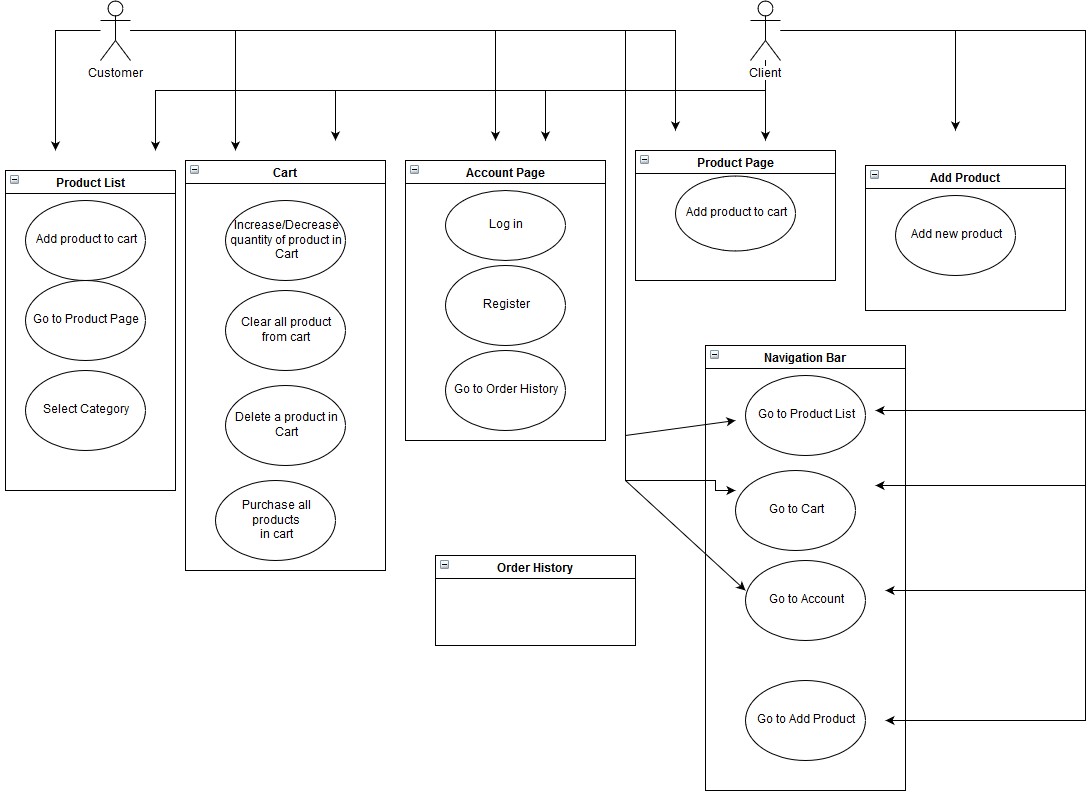 Customer
Client
Product List
Add product to cart
Go to Product Page
Select Category
Cart
Increase/Decrease
quantity of product in
Cart
Clear all product
from cart
Delete a product in
Cart
Purchase all
products
in cart
Account Page
Log in
Register
Go to Order History
Product Page
Add product to cart
Add Product
Add new product
Navigation Bar
Go to Product List
Go to Cart
Go to Account
Go to Add Product
Order History